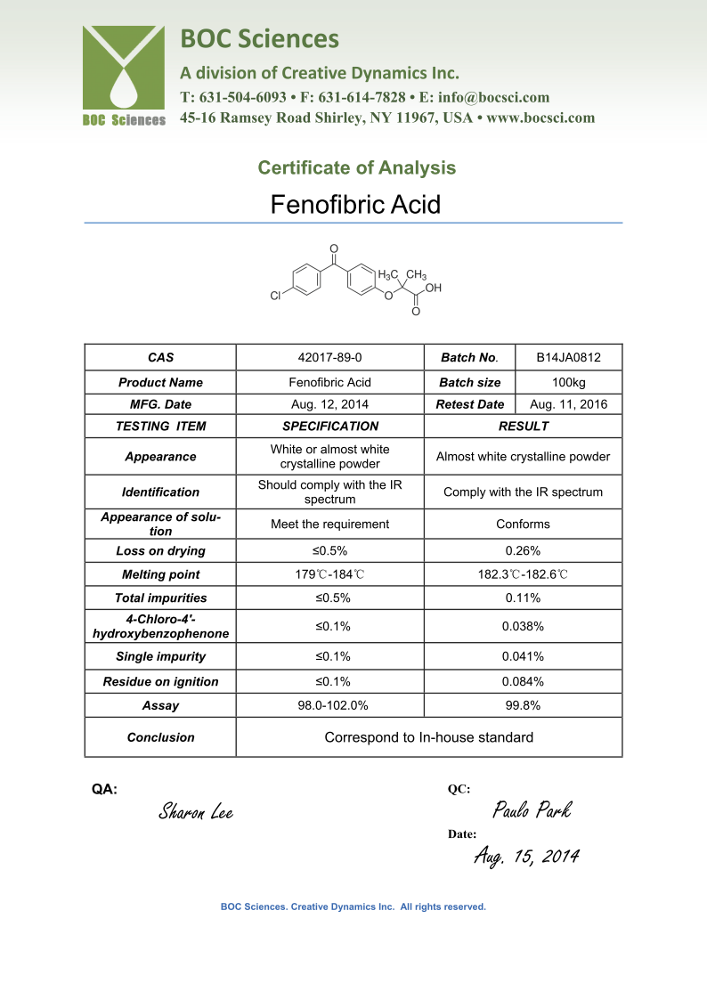 BOC Sciences
A division of Creative Dynamics Inc.
T: 631-504-6093 • F: 631-614-7828 • E: info@bocsci.com
45-16 Ramsey Road Shirley, NY 11967, USA • www.bocsci.com
BOC Sciences
Certificate of Analysis
Fenofibric Acid
O
H3C CH3
OH
Cl
O
O
CAS 42017-89-0 Batch No. B14JA0812
Product Name Fenofibric Acid Batch size 100kg
MFG. Date Aug. 12, 2014 Retest Date Aug. 11, 2016
TESTING ITEM SPECIFICATION RESULT
Appearance White or almost white
crystalline powder Almost white crystalline powder
Identification Should comply with the IR
spectrum Comply with the IR spectrum
Appearance of solu-
tion Meet the requirement Conforms
Loss on drying ≤0.5% 0.26%
Melting point 179℃-184℃ 182.3℃-182.6℃
Total impurities ≤0.5% 0.11%
4-Chloro-4'-
hydroxybenzophenone ≤0.1% 0.038%
Single impurity ≤0.1% 0.041%
Residue on ignition ≤0.1% 0.084%
Assay 98.0-102.0% 99.8%
Conclusion Correspond to In-house standard
QA: QC:
Sharon Lee Paulo Park
Date:
Aug. 15, 2014
BOC Sciences. Creative Dynamics Inc. All rights reserved.